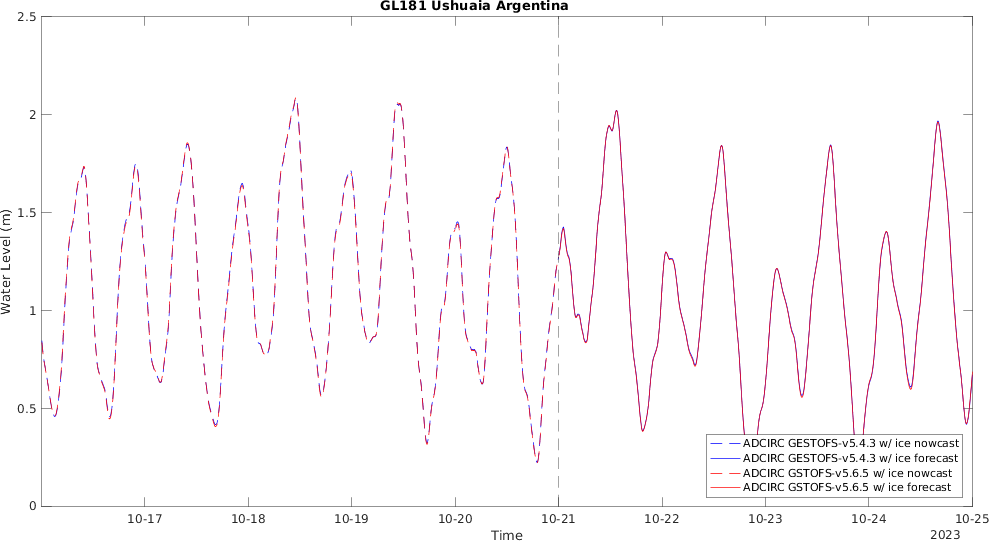 GL181 Ushuaia Argentina
2.5
2
1.5
1
0.5
0
Water Level (m)
10-17
10-18
10-19
10-20
10-21
10-22
10-23
10-24
10-25
Time
2023
ADCIRC GESTOFS-v5.4.3 w/ ice nowcast
ADCIRC GESTOFS-v5.4.3 w/ ice forecast
ADCIRC GSTOFS-v5.6.5 w/ ice nowcast
ADCIRC GSTOFS-v5.6.5 w/ ice forecast